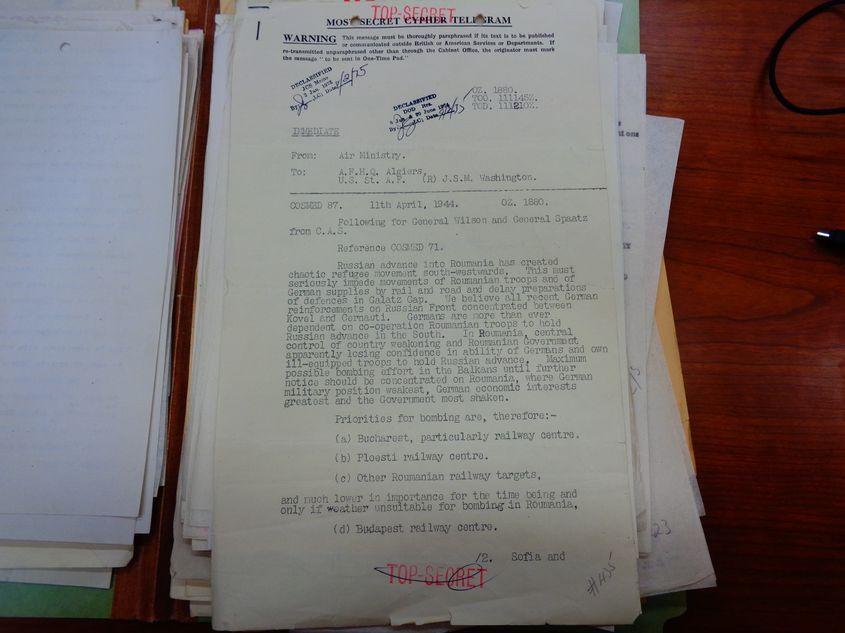 TOP-SECRET
MOST SECRET CYPHER TELEGRAM
WARNING This message must be thoroughly paraphrased if its text is to be published
or communicated outside British or American Services or Departments. If
re-transmitted unparaphrased other than through the Cabinet Office, the originator must mark
the message "to be sent in One-Time Pad."
DECLASSIFIED
JCS Memo
DECLASSIFIED
DOD
OZ. 1880.
TOO. 111145Z.
TOD. 111210Z.
IMMEDIATE
From: Air Ministry.
To: A.F.H.Q. Algiers,
U.S. St. A.F. (R) J.S.M. Washington.
COSMED 87. 11th April, 1944. OZ. 1880.
Following for General Wilson and General Spaatz
from C.A.S.
Reference COSMED 71.
Russian advance into Roumania has created
chaotic refugee movement south-westwards. This must
seriously impede movements of Roumanian troops and of
German supplies by rail and road and delay preparations
of defences in Galatz Gap. We believe all recent German
reinforcements on Russian Front concentrated between
Kovel and Cernauti. Germans are more than ever
dependent on co-operation Roumanian troops to hold
Russian advance in the South. In Roumania, central
control of country weakening and Roumanian Government
apparently losing confidence in ability of Germans and own
ill-equipped troops to hold Russian advance. Maximum
possible bombing effort in the Balkans until further
notice should be concentrated on Roumania, where German
military position weakest, German economic interests
greatest and the Government most shaken.
Priorities for bombing are, therefore:-
(a) Bucharest, particularly railway centre.
(b) Ploesti railway centre.
(c) Other Roumanian railway targets,
and much lower in importance for the time being and
only if weather unsuitable for bombing in Roumania,
(d) Budapest railway centre.
/2. Sofia and
TOP-SECRET
#435
23